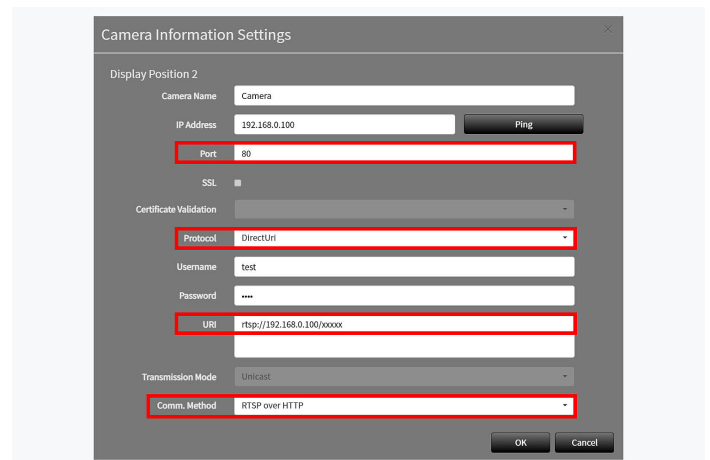 Camera Information Settings
Display Position 2
Camera Name Camera
IP Address 192.168.0.100 Ping
Port 80
SSL
Certificate Validation
Protocol DirectUri
Username test
Password ••••
URI rtsp://192.168.0.100/xxxxx
Transmission Mode Unicast
Comm. Method RTSP over HTTP
OK Cancel